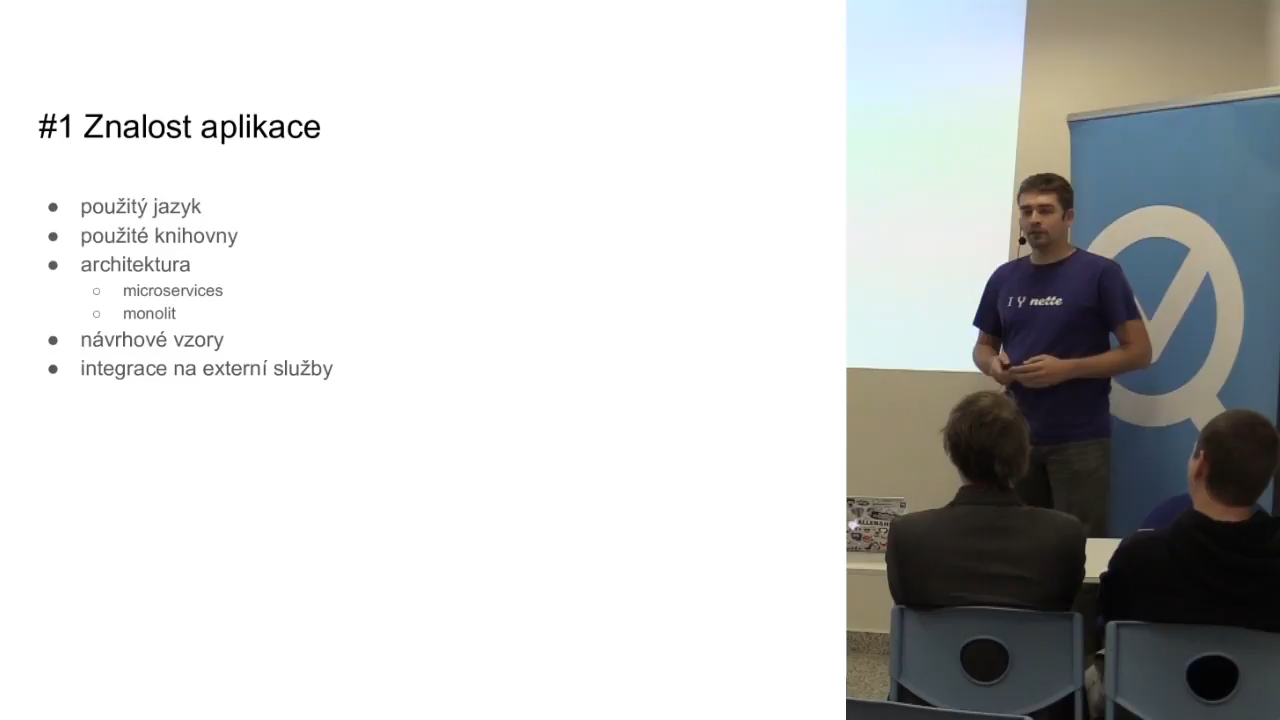 #1 Znalost aplikace
● použitý jazyk
● použité knihovny
● architektura
○ microservices
○ monolit
● návrhové vzory
● integrace na externí služby
I Y nette